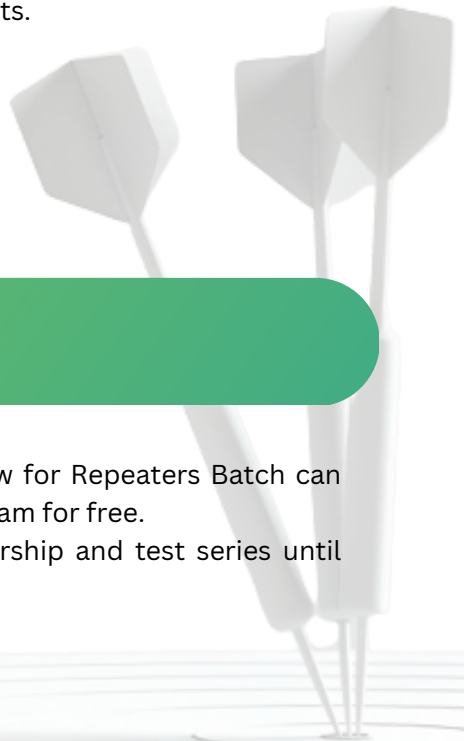 ts.
w for Repeaters Batch can
am for free.
rship and test series until